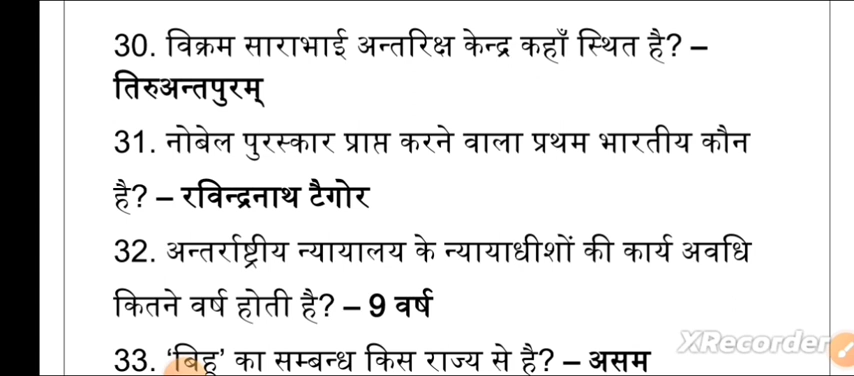 30. विक्रम साराभाई अन्तरिक्ष केन्द्र कहाँ स्थित है? –
तिरुअन्तपुरम्
31. नोबेल पुरस्कार प्राप्त करने वाला प्रथम भारतीय कौन
है? – रविन्द्रनाथ टैगोर
32. अन्तर्राष्ट्रीय न्यायालय के न्यायाधीशों की कार्य अवधि
कितने वर्ष होती है? – 9 वर्ष
33. ‘बिहू’ का सम्बन्ध किस राज्य से है? – असम
XRecorder